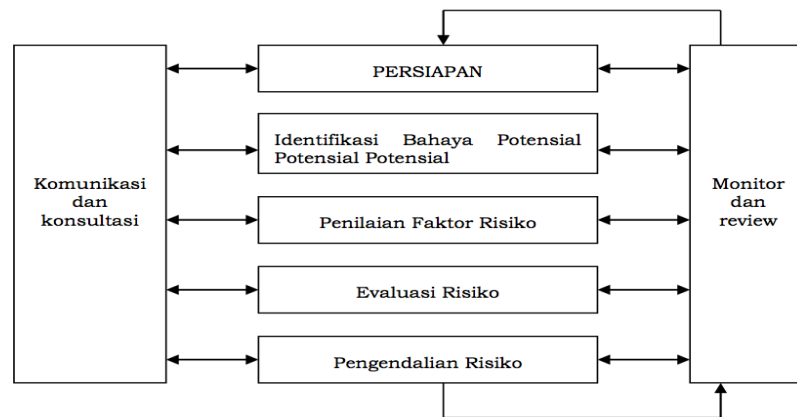 PERSIAPAN
Identifikasi Bahaya Potensial
Potensial Potensial
Komunikasi
dan
konsultasi
Penilaian Faktor Risiko
Monitor
dan
review
Evaluasi Risiko
Pengendalian Risiko